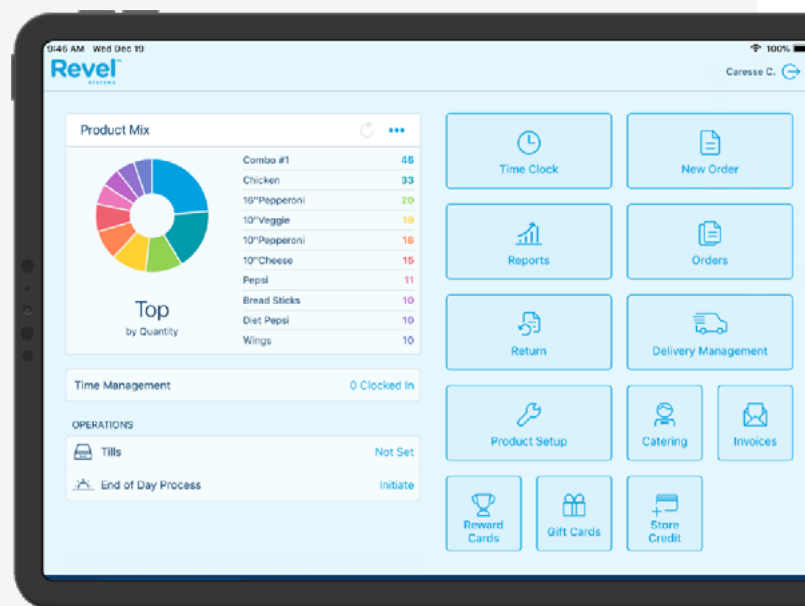 9:46 AM Wed Dec 19
100%
Revel
SYSTEMS
Caresse C.
Product Mix
Combo #1 45
Chicken 33
16"Pepperoni 20
10"Veggie 19
10"Pepperoni 16
10"Cheese 15
Pepsi 11
Bread Sticks 10
Diet Pepsi 10
Wings 10
Top
by Quantity
Time Management 0 Clocked In
OPERATIONS
Tills Not Set
End of Day Process Initiate
Time Clock
New Order
Reports
Orders
Return
Delivery Management
Product Setup
Catering
Invoices
Reward
Cards
Gift Cards
Store
Credit